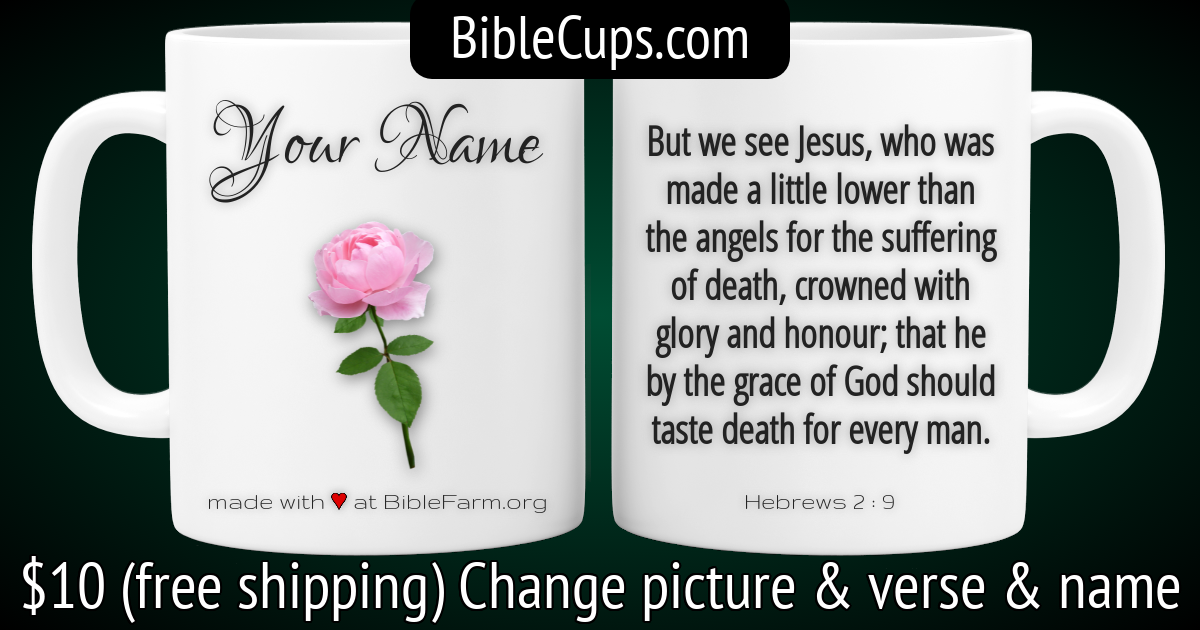 BibleCups.com
Your Name
made with ♥ at BibleFarm.org
But we see Jesus, who was
made a little lower than
the angels for the suffering
of death, crowned with
glory and honour; that he
by the grace of God should
taste death for every man.
Hebrews 2 : 9
$10 (free shipping) Change picture & verse & name